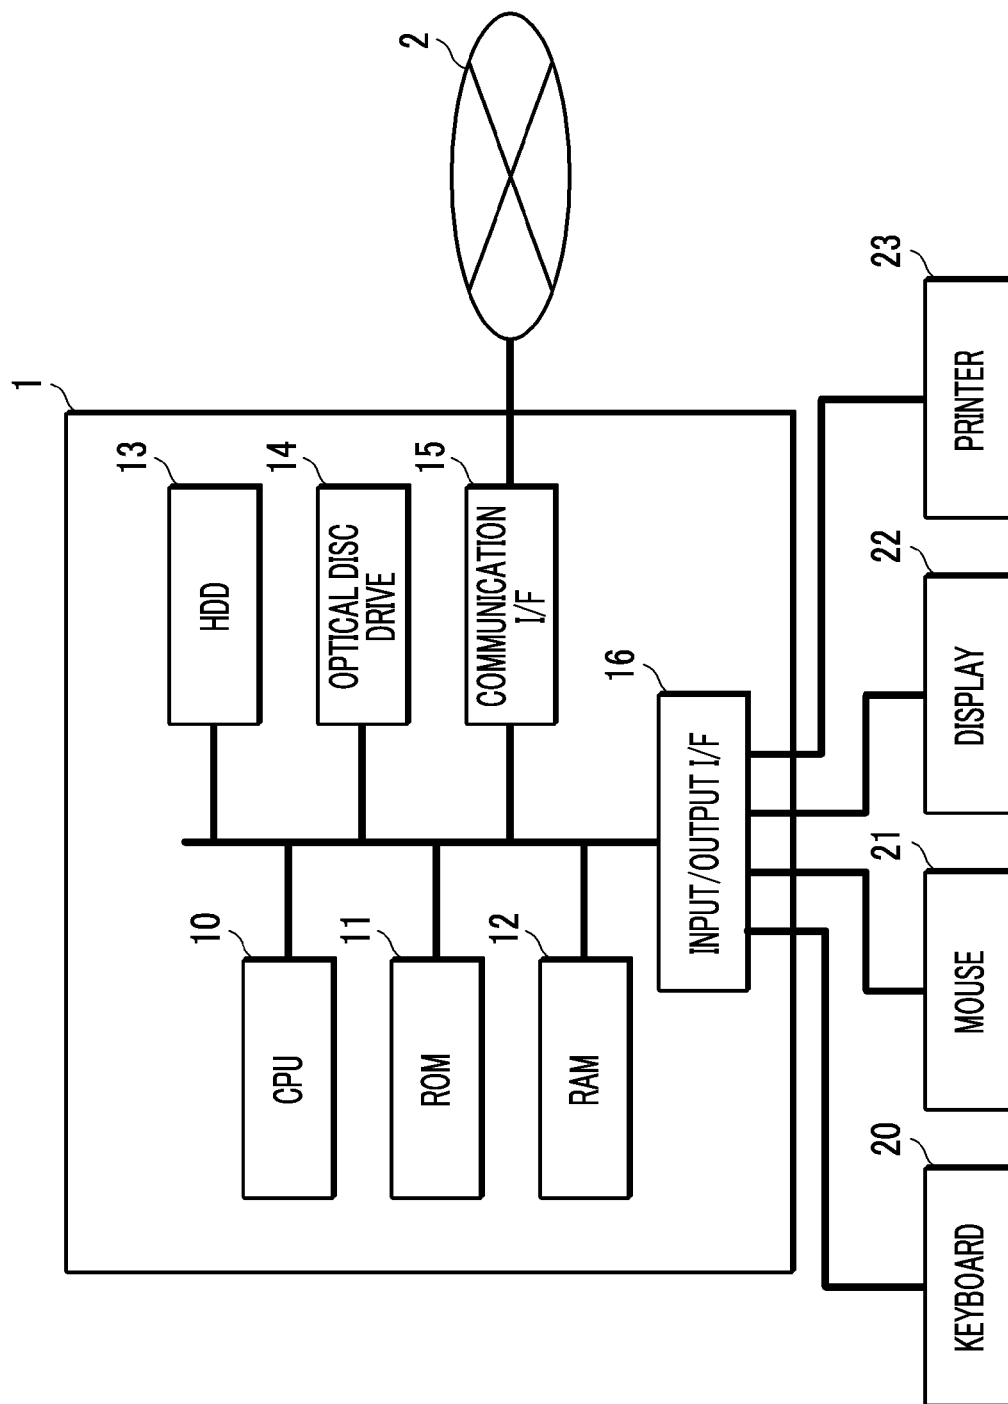 1
2
10
CPU
11
ROM
12
RAM
13
HDD
14
OPTICAL DISC
DRIVE
15
COMMUNICATION
I/F
16
INPUT/OUTPUT I/F
20
KEYBOARD
21
MOUSE
22
DISPLAY
23
PRINTER